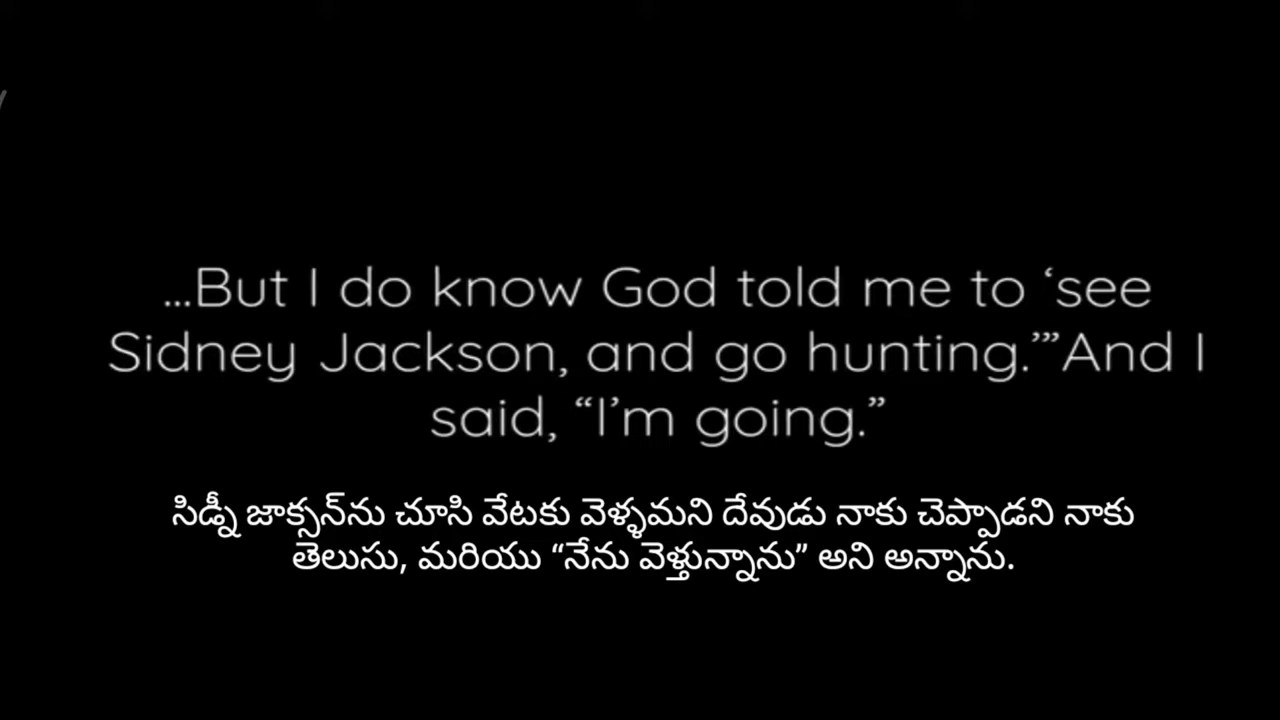 ...But I do know God told me to ‘see
Sidney Jackson, and go hunting.’”And I
said, “I’m going.”
సిడ్నీ జాక్సన్‌ను చూసి వేటకు వెళ్ళమని దేవుడు నాకు చెప్పాడని నాకు
తెలుసు, మరియు “నేను వెళ్తున్నాను” అని అన్నాను.